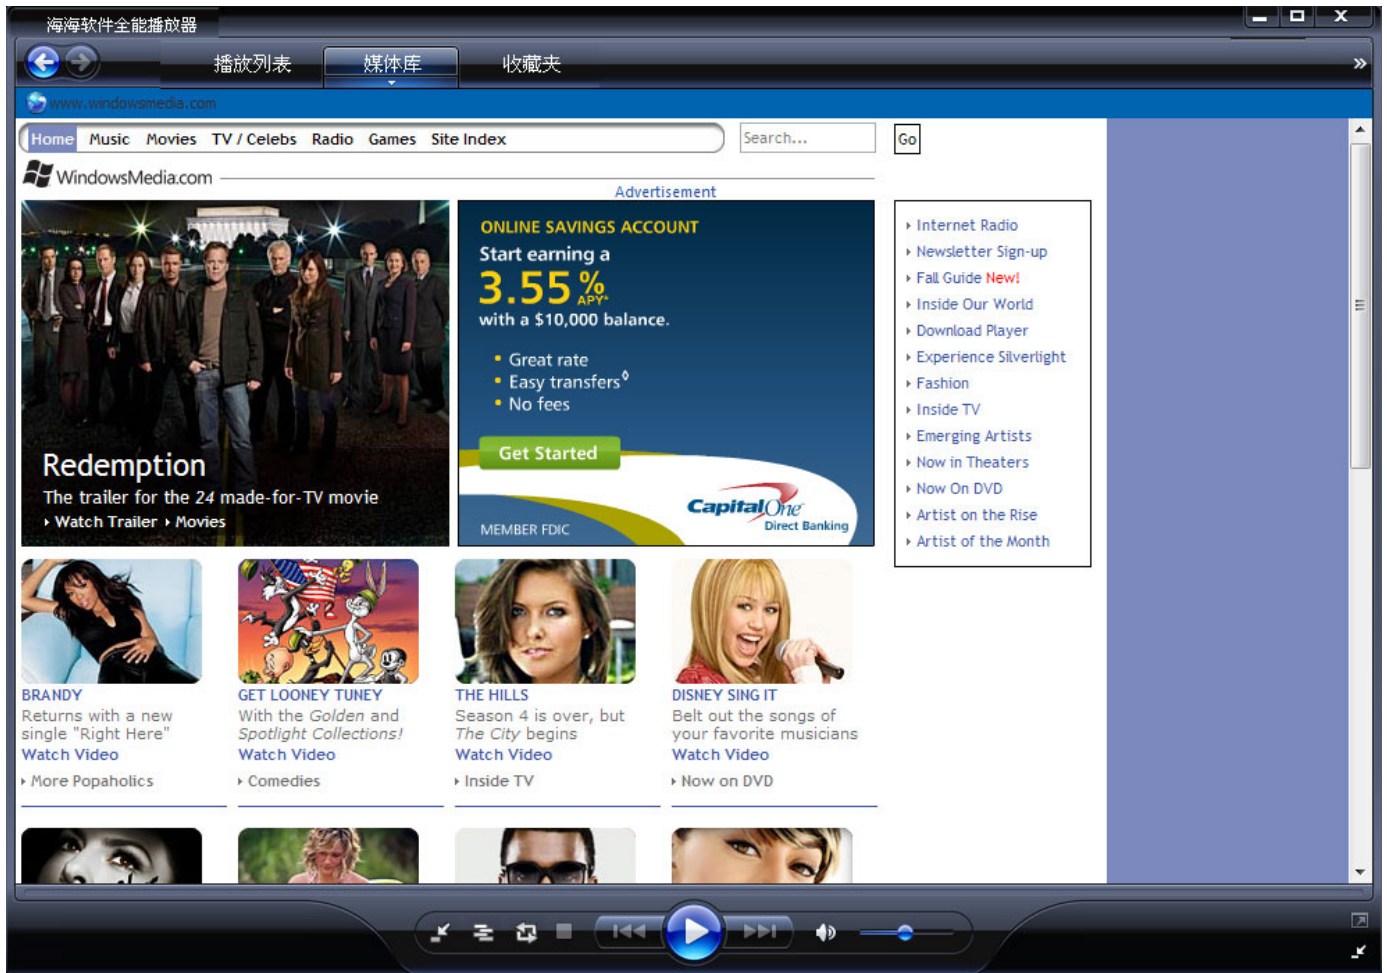 海海软件全能播放器
播放列表 媒体库 收藏夹
www.windowsmedia.com
Home Music Movies TV / Celebs Radio Games Site Index Search... Go
WindowsMedia.com
Advertisement
Redemption
The trailer for the 24 made-for-TV movie
Watch Trailer Movies
ONLINE SAVINGS ACCOUNT
Start earning a
3.55% APY*
with a $10,000 balance.
• Great rate
• Easy transfers◊
• No fees
Get Started
CapitalOne
Direct Banking
MEMBER FDIC
Internet Radio
Newsletter Sign-up
Fall Guide New!
Inside Our World
Download Player
Experience Silverlight
Fashion
Inside TV
Emerging Artists
Now in Theaters
Now On DVD
Artist on the Rise
Artist of the Month
BRANDY
Returns with a new
single "Right Here"
Watch Video
More Popaholics
GET LOONEY TUNEY
With the Golden and
Spotlight Collections!
Watch Video
Comedies
THE HILLS
Season 4 is over, but
The City begins
Watch Video
Inside TV
DISNEY SING IT
Belt out the songs of
your favorite musicians
Watch Video
Now on DVD